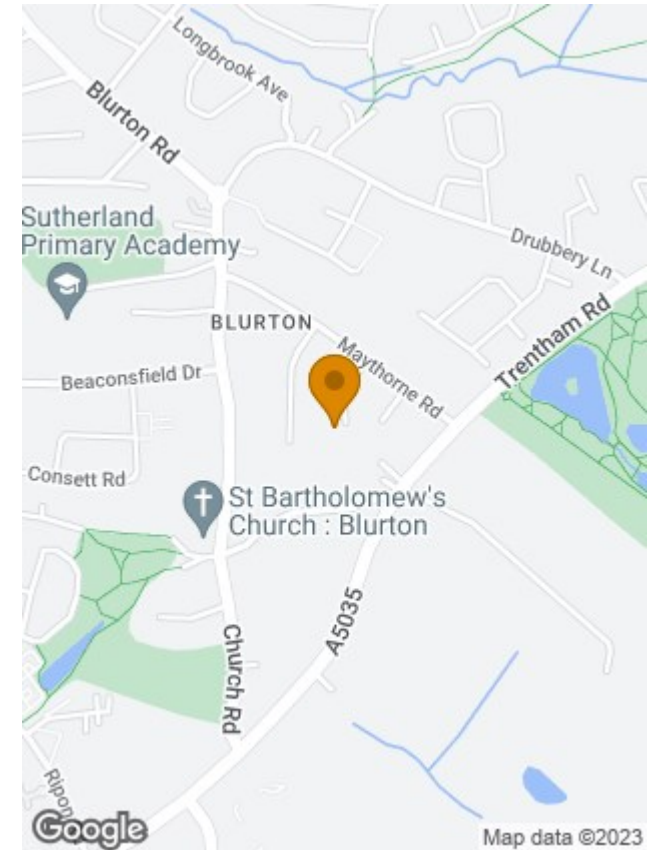 Longbrook Ave
Blurton Rd
Sutherland
Primary Academy
Drubbery Ln
BLURTON
Trentham Rd
Maythorne Rd
Beaconsfield Dr
Consett Rd
St Bartholomew's
Church : Blurton
A5035
Church Rd
Ripon
Google
Map data ©2023